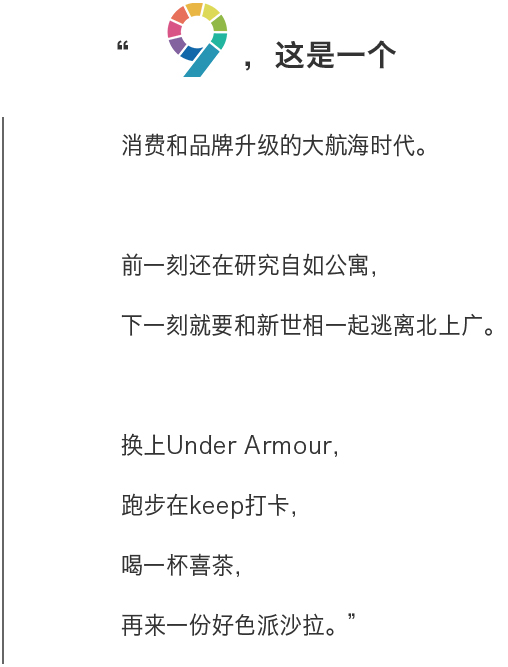 “ 9 ，这是一个
消费和品牌升级的大航海时代。
前一刻还在研究自如公寓，
下一刻就要和新世相一起逃离北上广。
换上Under Armour，
跑步在keep打卡，
喝一杯喜茶，
再来一份好色派沙拉。”